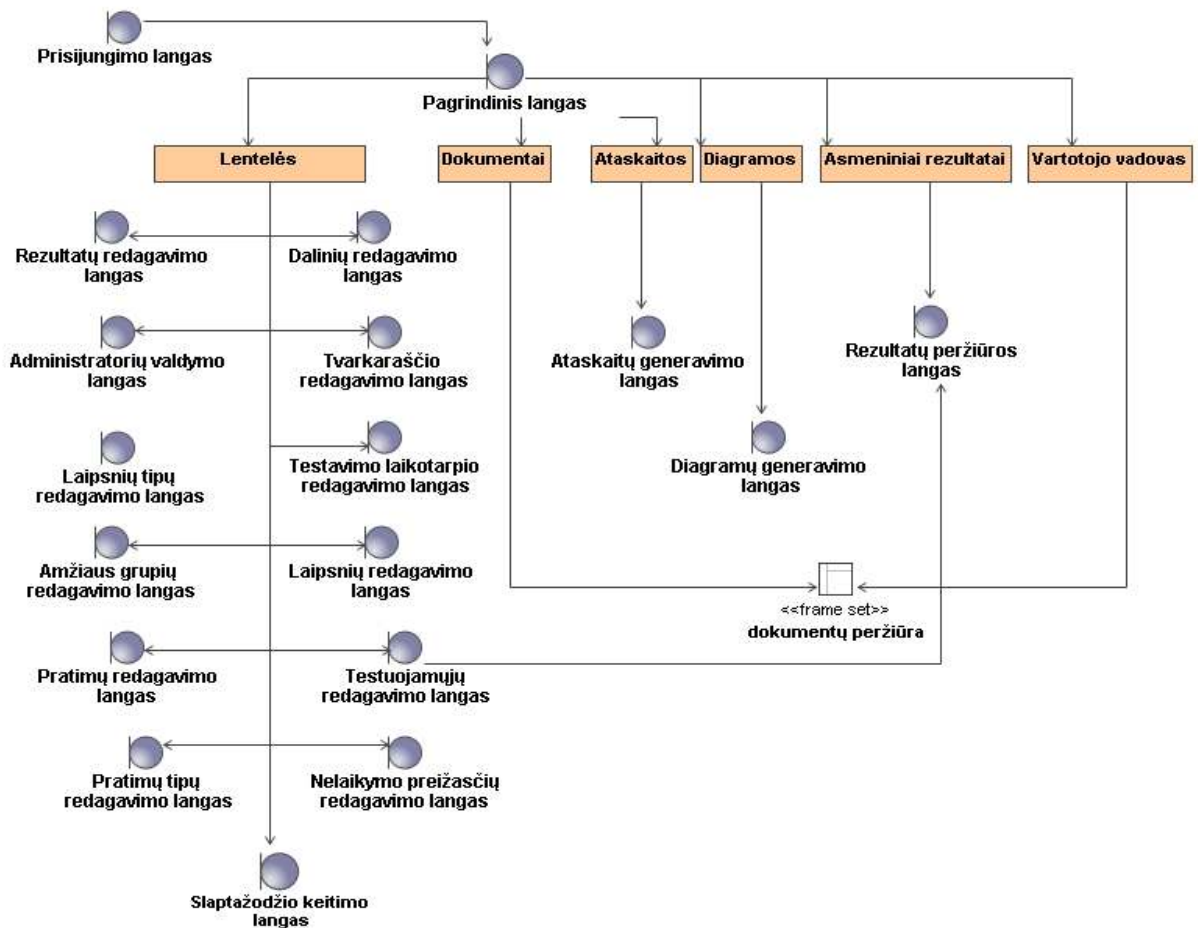 Prisijungimo langas
Pagrindinis langas
Lentelės
Dokumentai
Ataskaitos
Diagramos
Asmeniniai rezultatai
Vartotojo vadovas
Rezultatų redagavimo
langas
Dalinių redagavimo
langas
Administratorių valdymo
langas
Tvarkaraščio
redagavimo langas
Ataskaitų generavimo
langas
Rezultatų peržiūros
langas
Laipsnių tipų
redagavimo langas
Testavimo laikotarpio
redagavimo langas
Diagramų generavimo
langas
Amžiaus grupių
redagavimo langas
Laipsnių redagavimo
langas
<<frame set>>
dokumentų peržiūra
Pratimų redagavimo
langas
Testuojamųjų
redagavimo langas
Pratimų tipų
redagavimo langas
Nelaikymo preižasčių
redagavimo langas
Slaptažodžio keitimo
langas